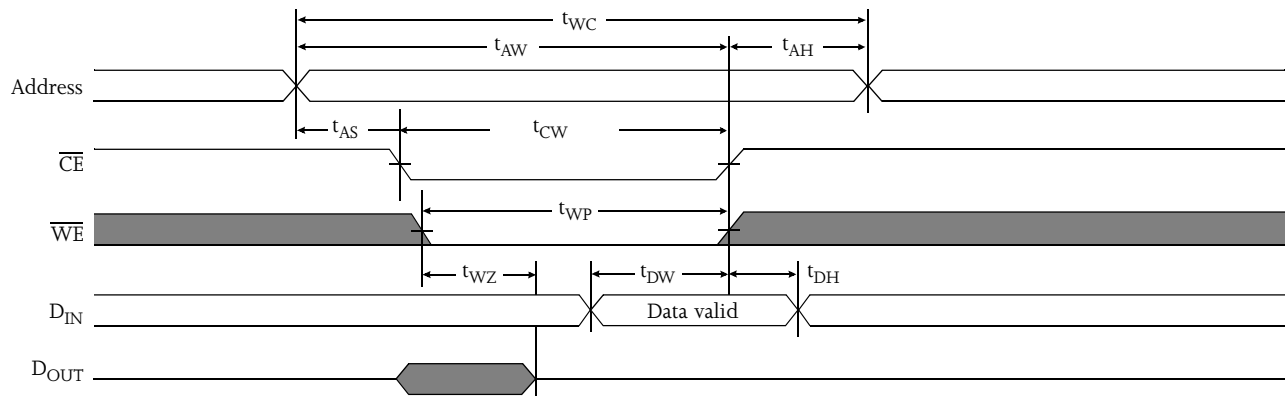 tWC
tAW
tAH
Address
tAS
tCW
CE
tWP
WE
tWZ
tDW
tDH
DIN
Data valid
DOUT